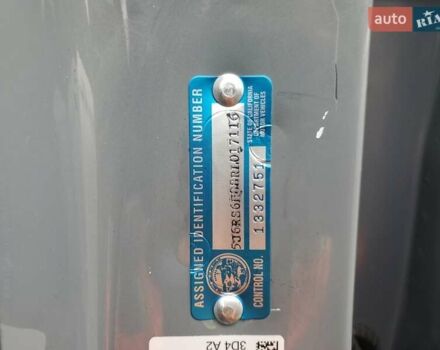 auto RIA
ASSIGNED IDENTIFICATION NUMBER
STATE OF CALIFORNIA
DEPARTMENT OF
MOTOR VEHICLES
CONTROL NO.
1332751
3D4 A2